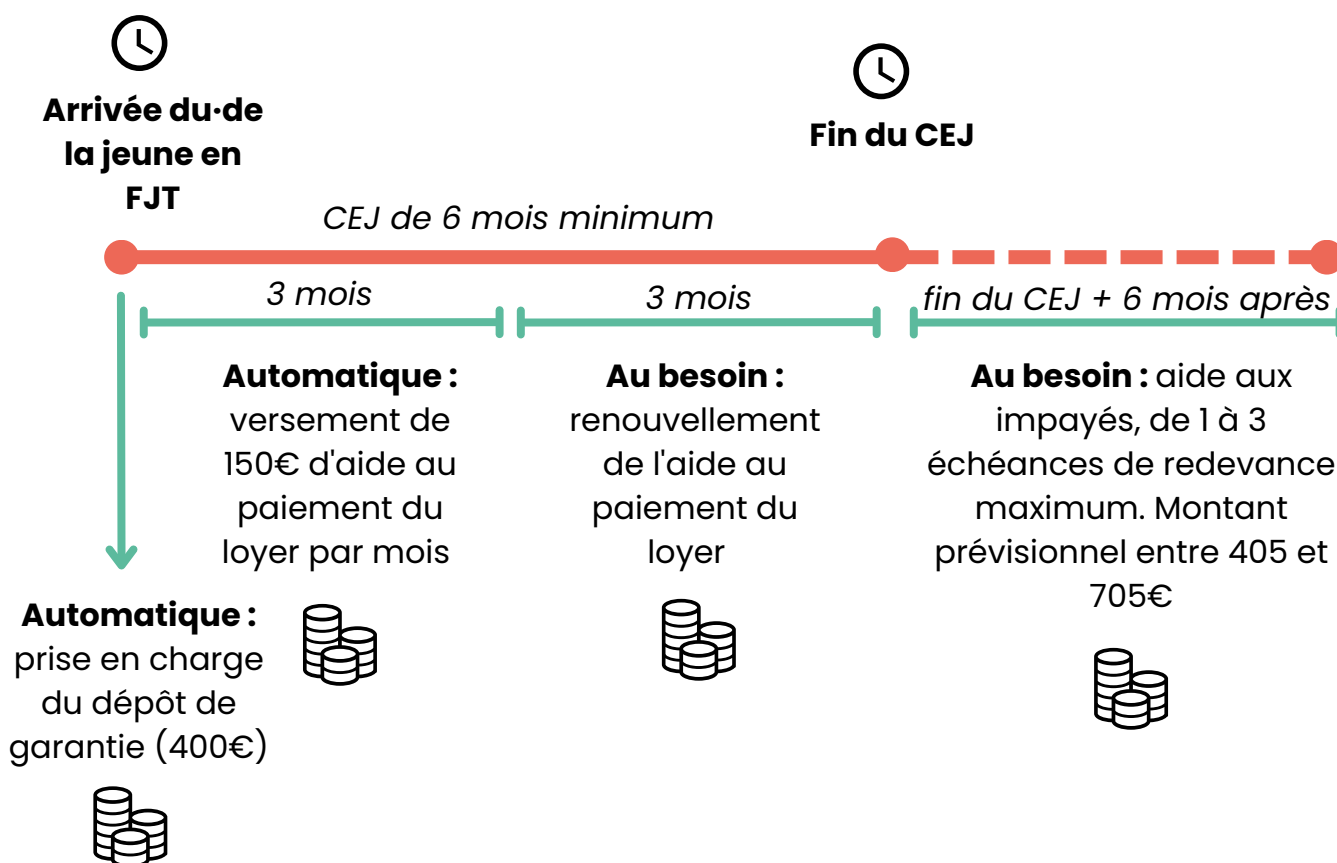 Arrivée du·de
la jeune en
FJT
Fin du CEJ
CEJ de 6 mois minimum
3 mois
3 mois
fin du CEJ + 6 mois après
Automatique :
versement de
150€ d'aide au
paiement du
loyer par mois
Au besoin :
renouvellement
de l'aide au
paiement du
loyer
Au besoin : aide aux
impayés, de 1 à 3
échéances de redevance
maximum. Montant
prévisionnel entre 405 et
705€
Automatique :
prise en charge
du dépôt de
garantie (400€)